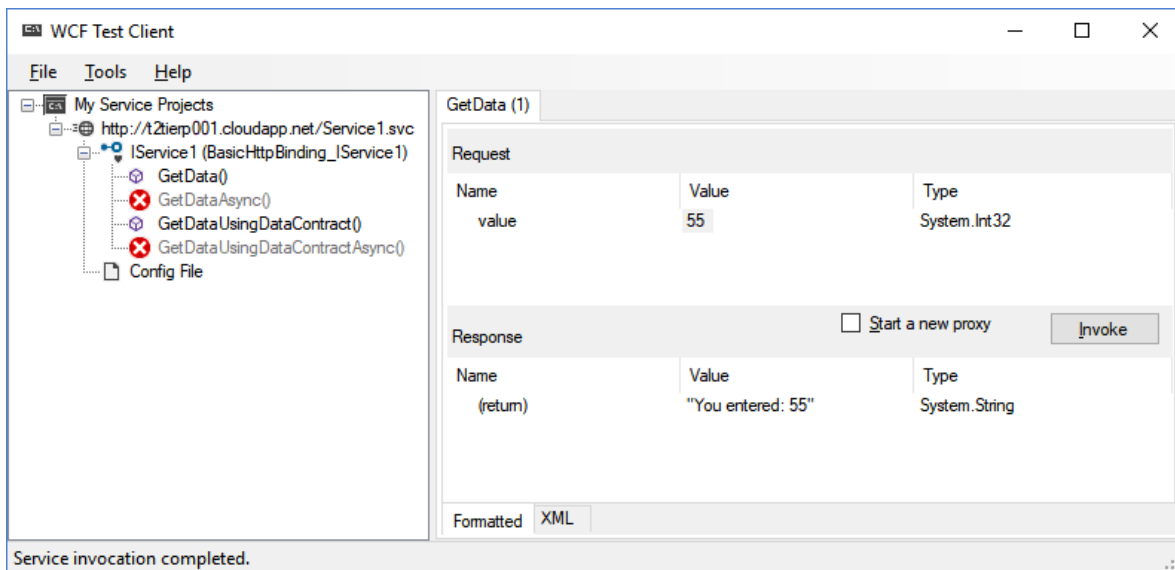 WCF Test Client
File Tools Help
My Service Projects
http://t2tierp001.cloudapp.net/Service1.svc
IService1 (BasicHttpBinding_IService1)
GetData()
GetDataAsync()
GetDataUsingDataContract()
GetDataUsingDataContractAsync()
Config File
GetData (1)
Request
Name Value Type
value 55 System.Int32
Response Start a new proxy Invoke
Name Value Type
(return) "You entered: 55" System.String
Formatted XML
Service invocation completed.